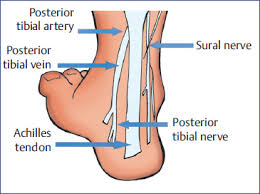 Posterior
tibial artery
Posterior
tibial vein
Sural nerve
Achilles
tendon
Posterior
tibial nerve